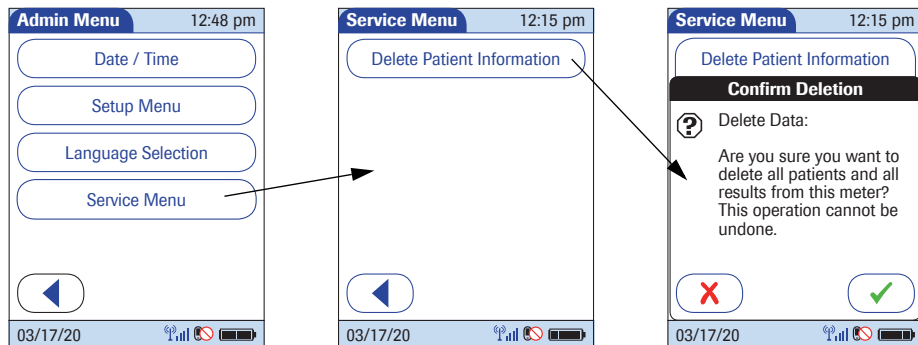 Admin Menu 12:48 pm
Date / Time
Setup Menu
Language Selection
Service Menu
03/17/20
Service Menu 12:15 pm
Delete Patient Information
03/17/20
Service Menu 12:15 pm
Delete Patient Information
Confirm Deletion
? Delete Data:
Are you sure you want to
delete all patients and all
results from this meter?
This operation cannot be
undone.
03/17/20